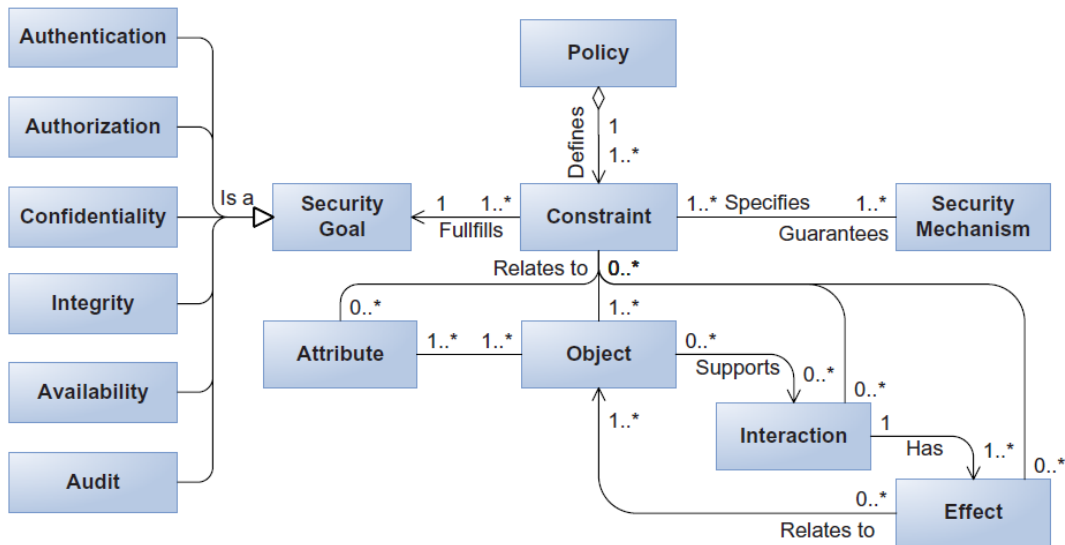 Authentication
Policy
Authorization
Defines
1
1..*
Is a
Confidentiality
Security
Goal
1
1..*
Fullfills
Constraint
1..*
Specifies
1..*
Guarantees
Security
Mechanism
Relates to
0..*
Integrity
0..*
1..*
Attribute
1..*
1..*
Object
0..*
Supports
0..*
Availability
1..*
0..*
Interaction
1
Has
1..*
0..*
Audit
0..*
Relates to
Effect